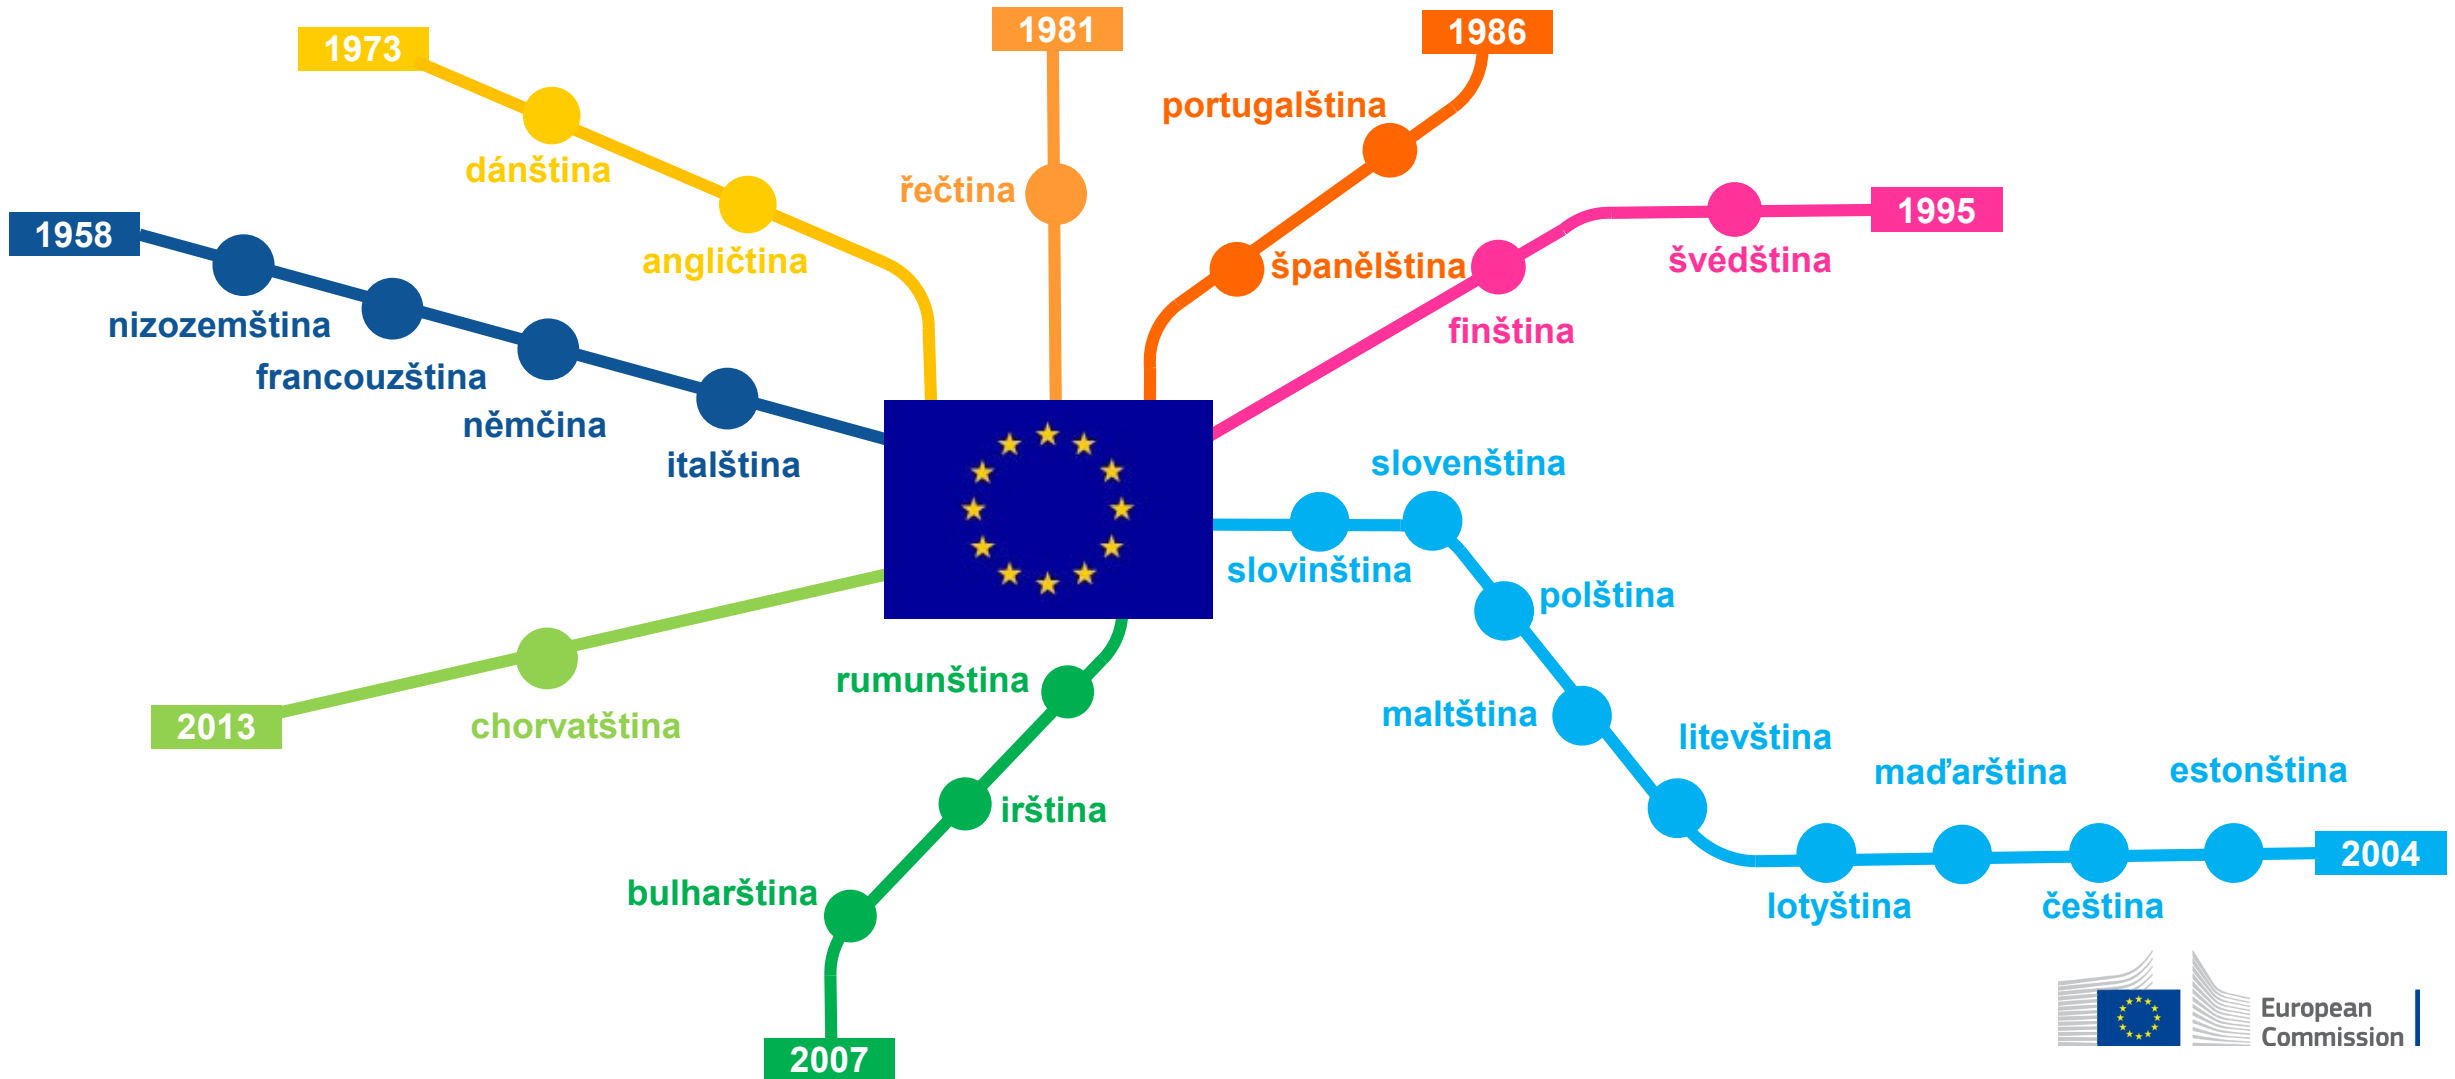 1973
1981
1986
portugalština
dánština
řečtina
1995
1958
angličtina
španělština
švédština
nizozemština
finština
francouzština
němčina
italština
slovenština
slovinština
polština
rumunština
maltština
2013
chorvatština
litevština
maďarština
estonština
irština
2004
bulharština
lotyština
čeština
European
Commission
2007